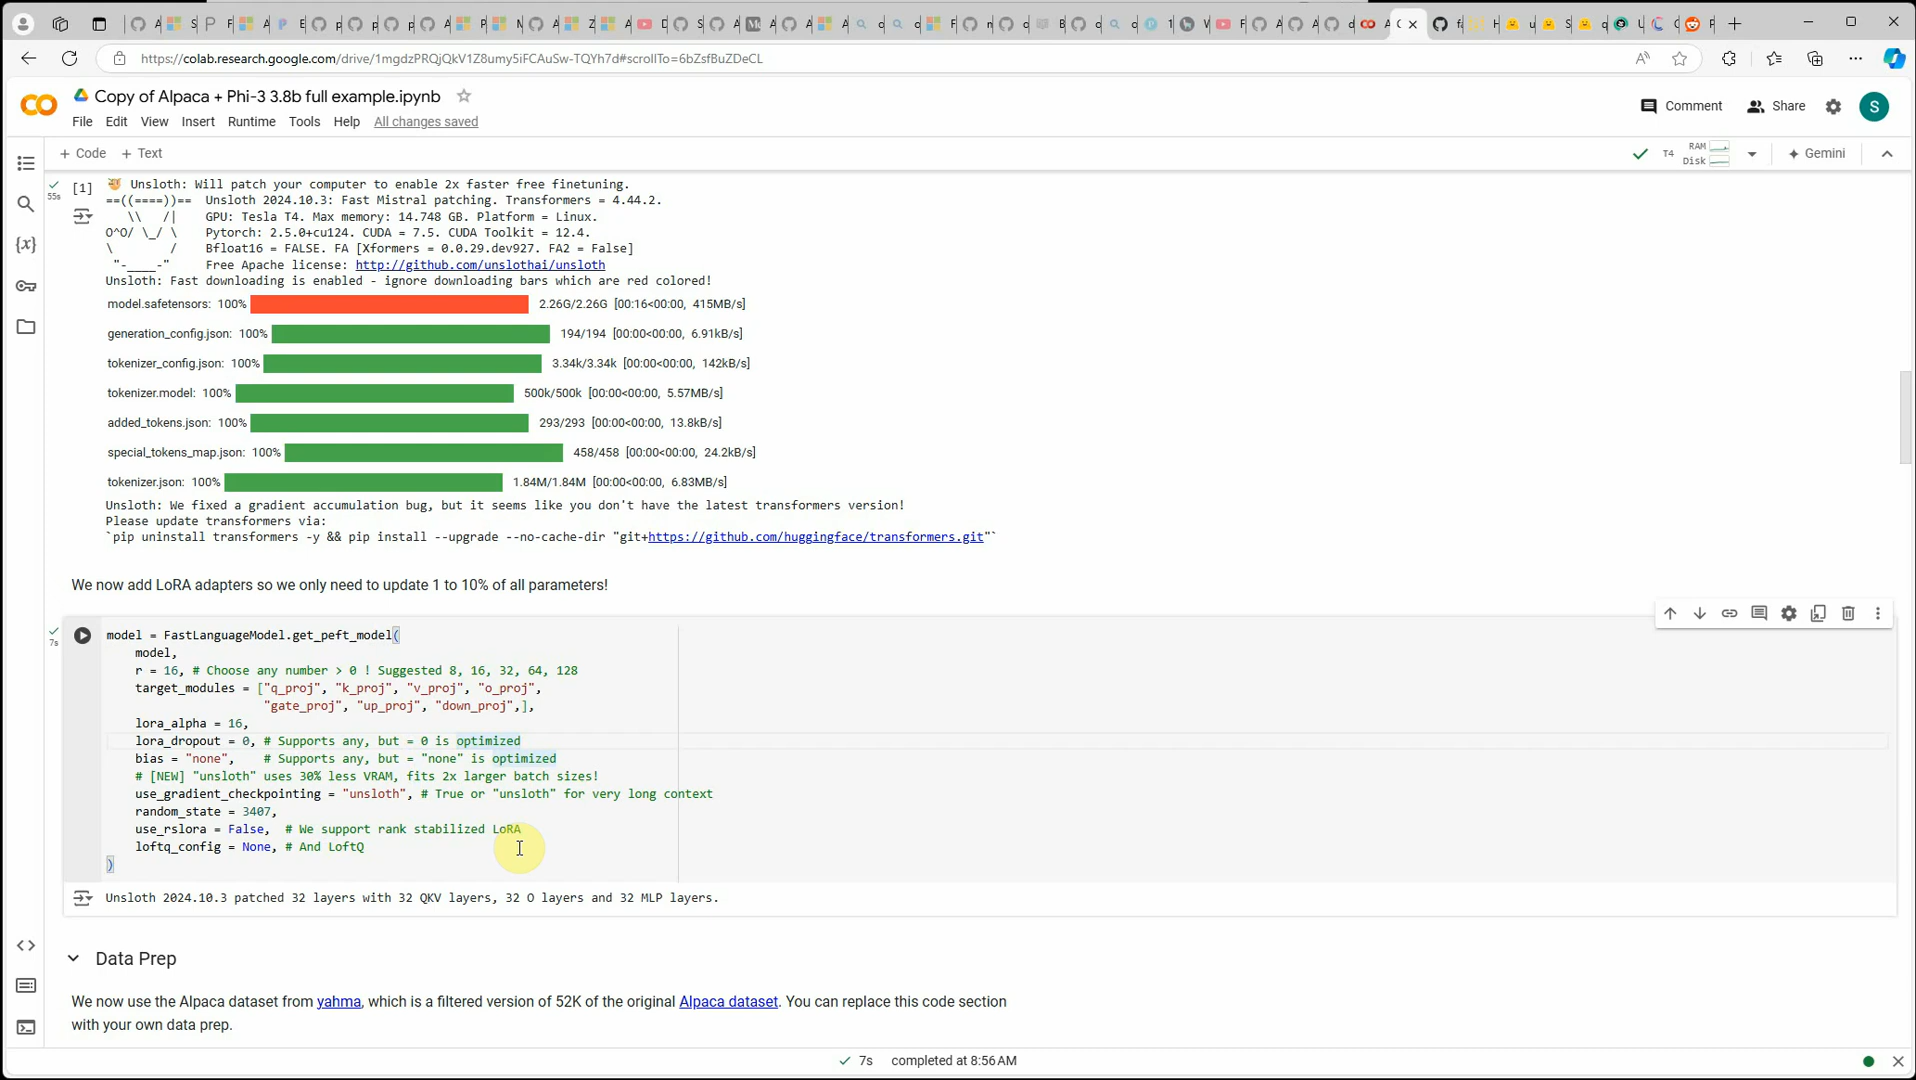 https://colab.research.google.com/drive/1mgdzPRQjQkV1Z8umy5iFCAuSw-TQYh7d#scrollTo=6bZsfBuZDeCL
Copy of Alpaca + Phi-3 3.8b full example.ipynb
Comment
Share
S
File Edit View Insert Runtime Tools Help All changes saved
+ Code + Text
T4 RAM
Disk
Gemini
55s
[1]
Unsloth: Will patch your computer to enable 2x faster free finetuning.
==((====))== Unsloth 2024.10.3: Fast Mistral patching. Transformers = 4.44.2.
\\ /| GPU: Tesla T4. Max memory: 14.748 GB. Platform = Linux.
O^O/ \_/ \ Pytorch: 2.5.0+cu124. CUDA = 7.5. CUDA Toolkit = 12.4.
\ / Bfloat16 = FALSE. FA [Xformers = 0.0.29.dev927. FA2 = False]
"-____-" Free Apache license: http://github.com/unslothai/unsloth
Unsloth: Fast downloading is enabled - ignore downloading bars which are red colored!
model.safetensors: 100% 2.26G/2.26G [00:16<00:00, 415MB/s]
generation_config.json: 100% 194/194 [00:00<00:00, 6.91kB/s]
tokenizer_config.json: 100% 3.34k/3.34k [00:00<00:00, 142kB/s]
tokenizer.model: 100% 500k/500k [00:00<00:00, 5.57MB/s]
added_tokens.json: 100% 293/293 [00:00<00:00, 13.8kB/s]
special_tokens_map.json: 100% 458/458 [00:00<00:00, 24.2kB/s]
tokenizer.json: 100% 1.84M/1.84M [00:00<00:00, 6.83MB/s]
Unsloth: We fixed a gradient accumulation bug, but it seems like you don't have the latest transformers version!
Please update transformers via:
`pip uninstall transformers -y && pip install --upgrade --no-cache-dir "git+https://github.com/huggingface/transformers.git"`
We now add LoRA adapters so we only need to update 1 to 10% of all parameters!
7s
model = FastLanguageModel.get_peft_model(
model,
r = 16, # Choose any number > 0 ! Suggested 8, 16, 32, 64, 128
target_modules = ["q_proj", "k_proj", "v_proj", "o_proj",
"gate_proj", "up_proj", "down_proj",],
lora_alpha = 16,
lora_dropout = 0, # Supports any, but = 0 is optimized
bias = "none", # Supports any, but = "none" is optimized
# [NEW] "unsloth" uses 30% less VRAM, fits 2x larger batch sizes!
use_gradient_checkpointing = "unsloth", # True or "unsloth" for very long context
random_state = 3407,
use_rslora = False, # We support rank stabilized LoRA
loftq_config = None, # And LoftQ
)
Unsloth 2024.10.3 patched 32 layers with 32 QKV layers, 32 O layers and 32 MLP layers.
Data Prep
We now use the Alpaca dataset from yahma, which is a filtered version of 52K of the original Alpaca dataset. You can replace this code section
with your own data prep.
7s completed at 8:56 AM